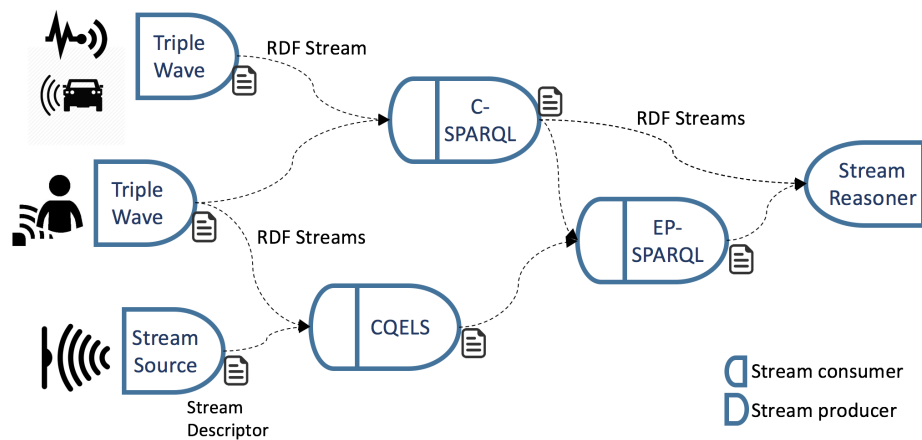 Triple
Wave
RDF Stream
C-
SPARQL
RDF Streams
Stream
Reasoner
Triple
Wave
RDF Streams
EP-
SPARQL
Stream
Source
CQELS
Stream
Descriptor
Stream consumer
Stream producer